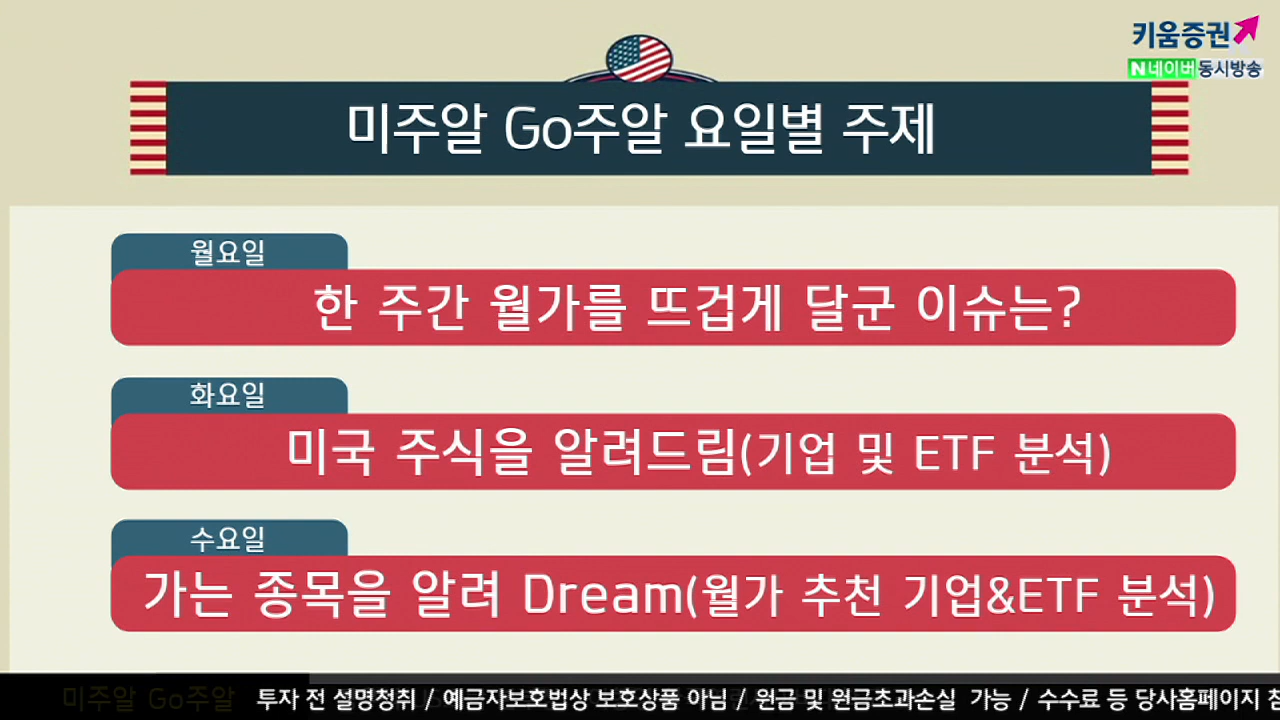 키움증권
N네이버 동시방송
미주알 Go주알 요일별 주제
월요일
한 주간 월가를 뜨겁게 달군 이슈는?
화요일
미국 주식을 알려드림(기업 및 ETF 분석)
수요일
가는 종목을 알려 Dream(월가 추천 기업&ETF 분석)
미주알 Go주알 투자 전 설명청취 / 예금자보호법상 보호상품 아님 / 원금 및 원금초과손실 가능 / 수수료 등 당사홈페이지 참